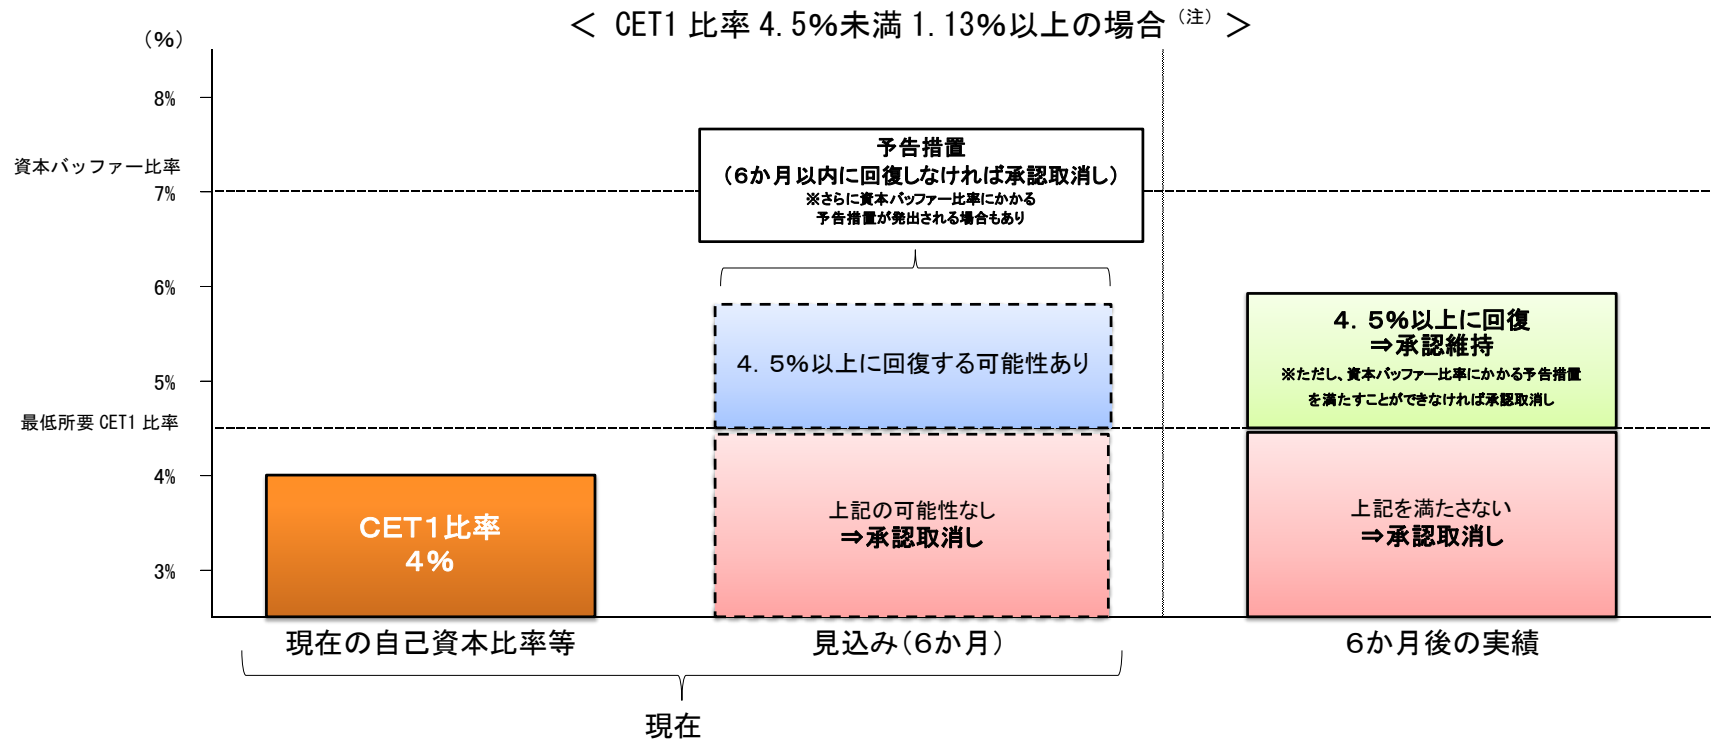 ＜ CET1 比率 4.5%未満 1.13%以上の場合（注）＞
（%）
8%
資本バッファー比率
7%
6%
5%
最低所要 CET1 比率
4%
3%
予告措置
（６か月以内に回復しなければ承認取消し）
※さらに資本バッファー比率にかかる
予告措置が発出される場合もあり
４．５％以上に回復する可能性あり
４．５％以上に回復
⇒承認維持
※ただし、資本バッファー比率にかかる予告措置
を満たすことができなければ承認取消し
ＣＥＴ１比率
４％
上記の可能性なし
⇒承認取消し
上記を満たさない
⇒承認取消し
現在の自己資本比率等
見込み（６か月）
６か月後の実績
現在